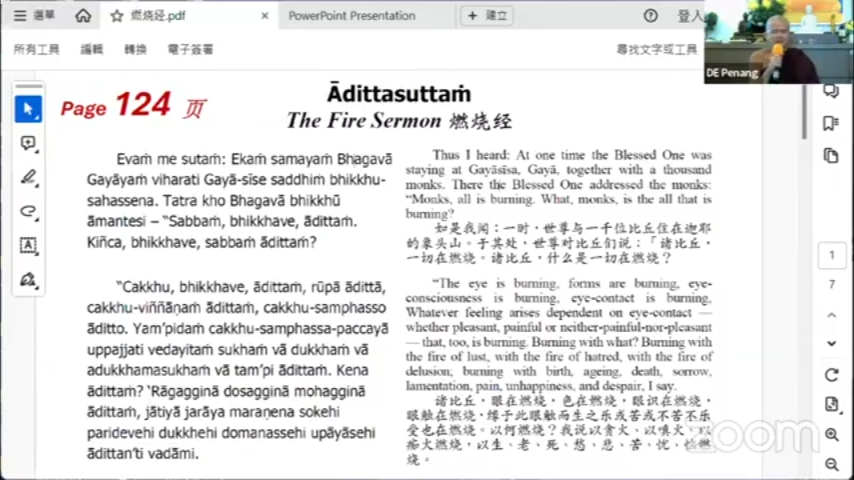 選單
燃烧经.pdf
×
PowerPoint Presentation
+ 建立
登入
所有工具 編輯 轉換 電子簽署
尋找文字或工具
DE Penang
Page 124 页
Ādittasuttaṁ
The Fire Sermon 燃烧经
Evaṁ me sutaṁ: Ekaṁ samayaṁ Bhagavā
Gayāyaṁ viharati Gayā-sīse saddhiṁ bhikkhu-
sahassena. Tatra kho Bhagavā bhikkhū
āmantesi – “Sabbaṁ, bhikkhave, ādittaṁ.
Kiñca, bhikkhave, sabbaṁ ādittaṁ?
“Cakkhu, bhikkhave, ādittaṁ, rūpā ādittā,
cakkhu-viññāṇaṁ ādittaṁ, cakkhu-samphasso
āditto. Yam’pidaṁ cakkhu-samphassa-paccayā
uppajjati vedayitaṁ sukhaṁ vā dukkhaṁ vā
adukkhamasukhaṁ vā tam’pi ādittaṁ. Kena
ādittaṁ? ‘Rāgagginā dosagginā mohagginā
ādittaṁ, jātiyā jarāya maraṇena sokehi
paridevehi dukkhehi domanassehi upāyāsehi
ādittan’ti vadāmi.
Thus I heard: At one time the Blessed One was
staying at Gayāsīsa, Gayā, together with a thousand
monks. There the Blessed One addressed the monks:
“Monks, all is burning. What, monks, is the all that is
burning?
如是我闻：一时，世尊与一千位比丘住在迦耶
的象头山。于其处，世尊对比丘们说：「诸比丘，
一切在燃烧。诸比丘，什么是一切在燃烧？
“The eye is burning, forms are burning, eye-
consciousness is burning, eye-contact is burning.
Whatever feeling arises dependent on eye-contact —
whether pleasant, painful or neither-painful-nor-pleasant
— that, too, is burning. Burning with what? Burning with
the fire of lust, with the fire of hatred, with the fire of
delusion; burning with birth, ageing, death, sorrow,
lamentation, pain, unhappiness, and despair, I say.
诸比丘，眼在燃烧，色在燃烧，眼识在燃烧，
眼触在燃烧，缘于此眼触而生之乐或苦或不苦不乐
受也在燃烧。以何燃烧？我说以贪火、以嗔火、以
痴火燃烧，以生、老、死、愁、悲、苦、忧、恼燃
烧。
1
7
zoom